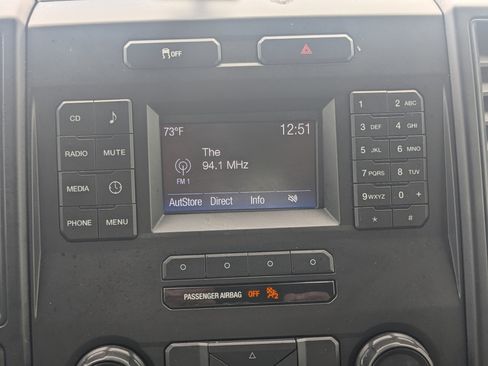 OFF
CD
RADIO MUTE
MEDIA
PHONE MENU
73°F 12:51
The
94.1 MHz
FM 1
AutStore Direct Info
1 2 ABC
3 DEF 4 GHI
5 JKL 6 MNO
7 PQRS 8 TUV
9 WXYZ 0 +
* #
PASSENGER AIRBAG OFF